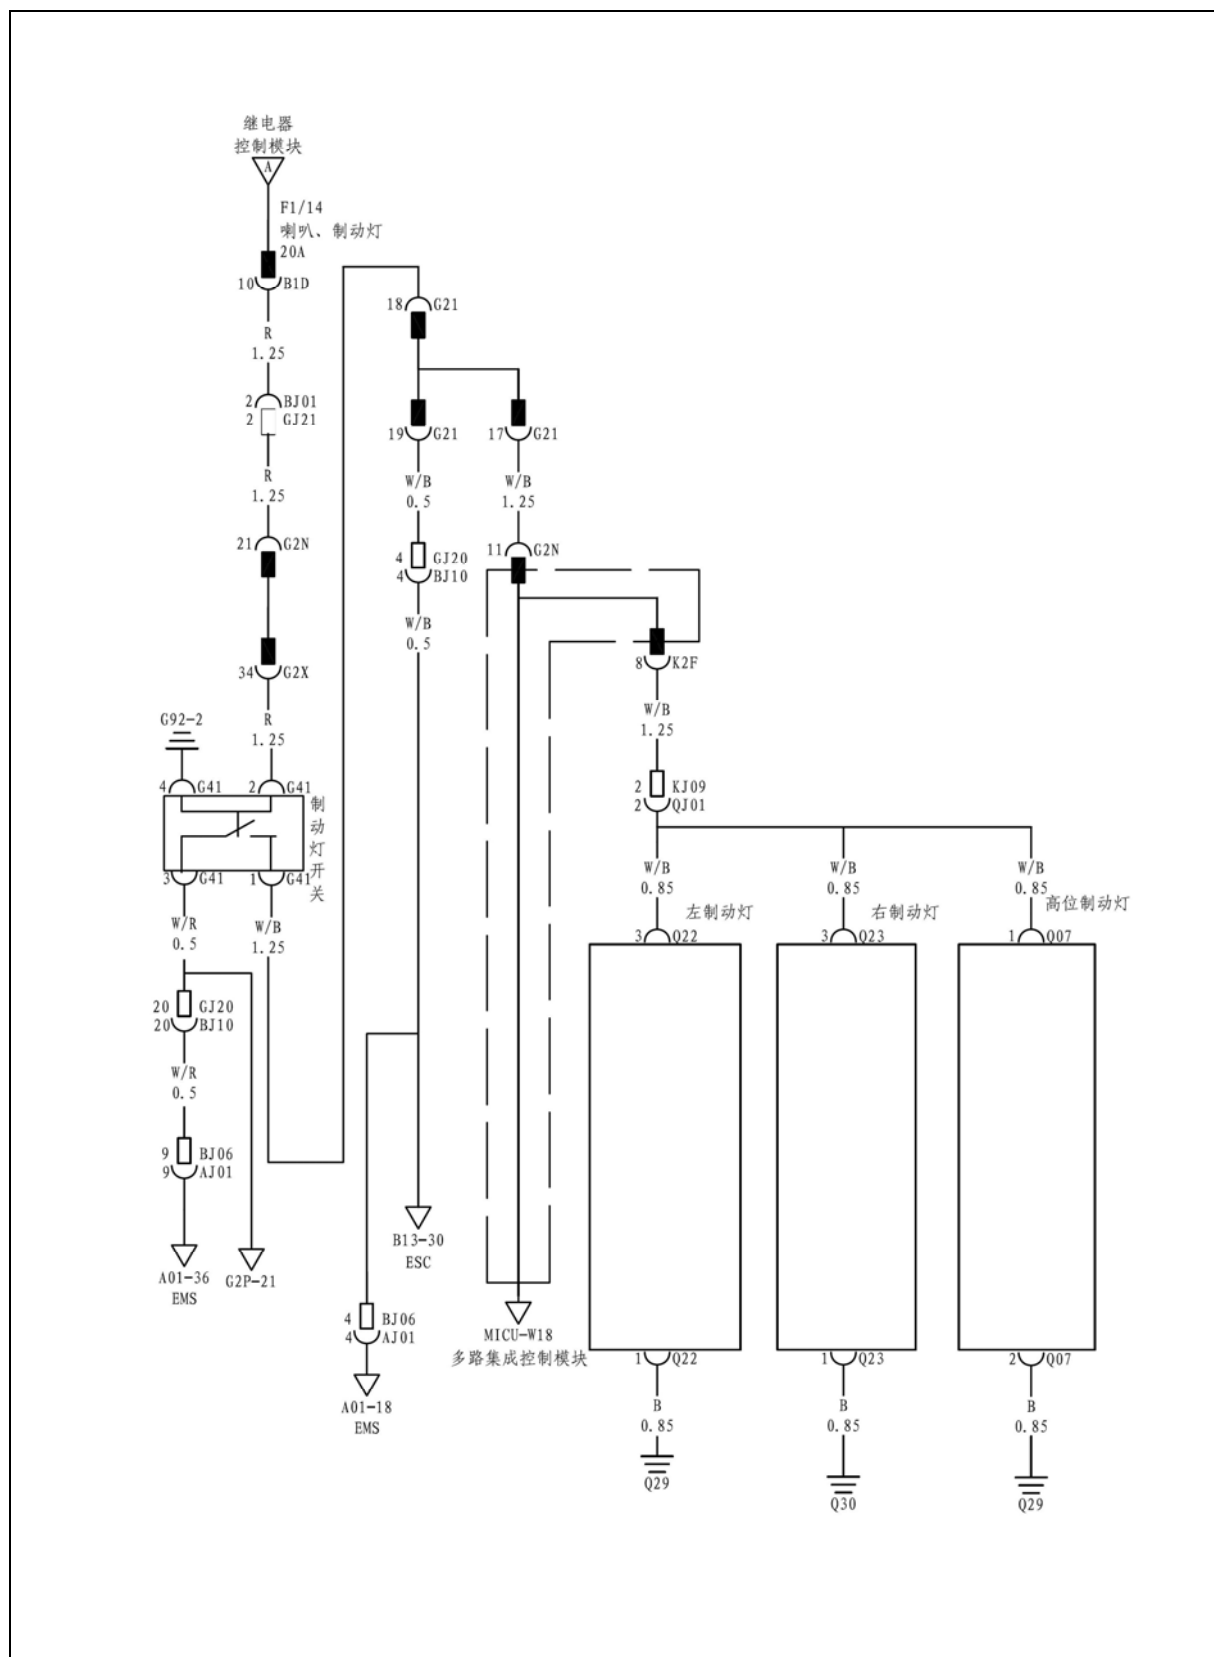 继电器
控制模块
A
F1/14
喇叭、制动灯
20A
10 B1D
R
1.25
2 BJ01
2 GJ21
R
1.25
21 G2N
34 G2X
R
1.25
G92-2
4 G41
2 G41
制动灯开关
3 G41
1 G41
W/R
0.5
W/B
1.25
20 GJ20
20 BJ10
W/R
0.5
9 BJ06
9 AJ01
A01-36
EMS
G2P-21
18 G21
19 G21
17 G21
W/B
0.5
W/B
1.25
4 GJ20
4 BJ10
W/B
0.5
11 G2N
B13-30
ESC
4 BJ06
4 AJ01
A01-18
EMS
MICU-W18
多路集成控制模块
8 K2F
W/B
1.25
2 KJ09
2 QJ01
W/B
0.85
左制动灯
3 Q22
W/B
0.85
右制动灯
3 Q23
W/B
0.85
高位制动灯
1 Q07
1 Q22
B
0.85
Q29
1 Q23
B
0.85
Q30
2 Q07
B
0.85
Q29